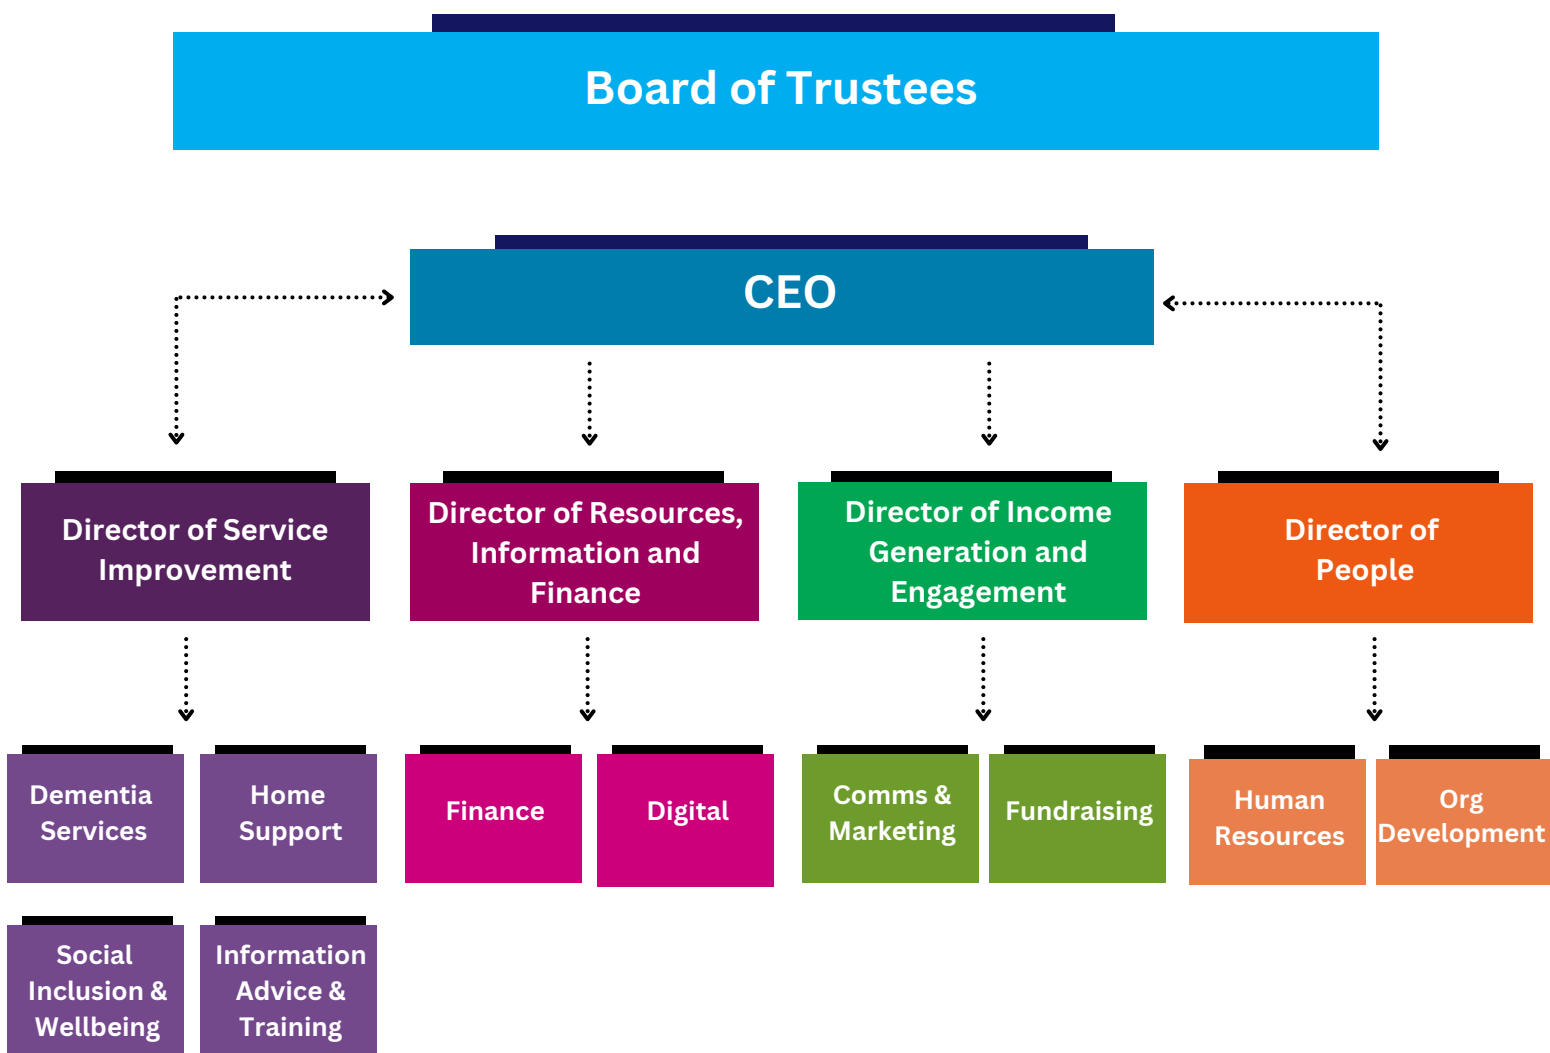 Board of Trustees
CEO
Director of Service
Improvement
Director of Resources,
Information and
Finance
Director of Income
Generation and
Engagement
Director of
People
Dementia
Services
Home
Support
Finance
Digital
Comms &
Marketing
Fundraising
Human
Resources
Org
Development
Social
Inclusion &
Wellbeing
Information
Advice &
Training